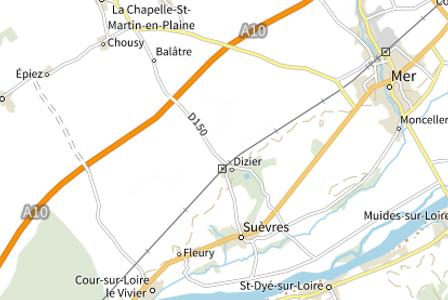 La Chapelle-St-
Martin-en-Plaine
A10
Chousy
Balâtre
Épiez
Mer
D150
Monceller
Dizier
A10
Suèvres
Muides-sur-Loire
Fleury
Cour-sur-Loire
le Vivier
St-Dyé-sur-Loire